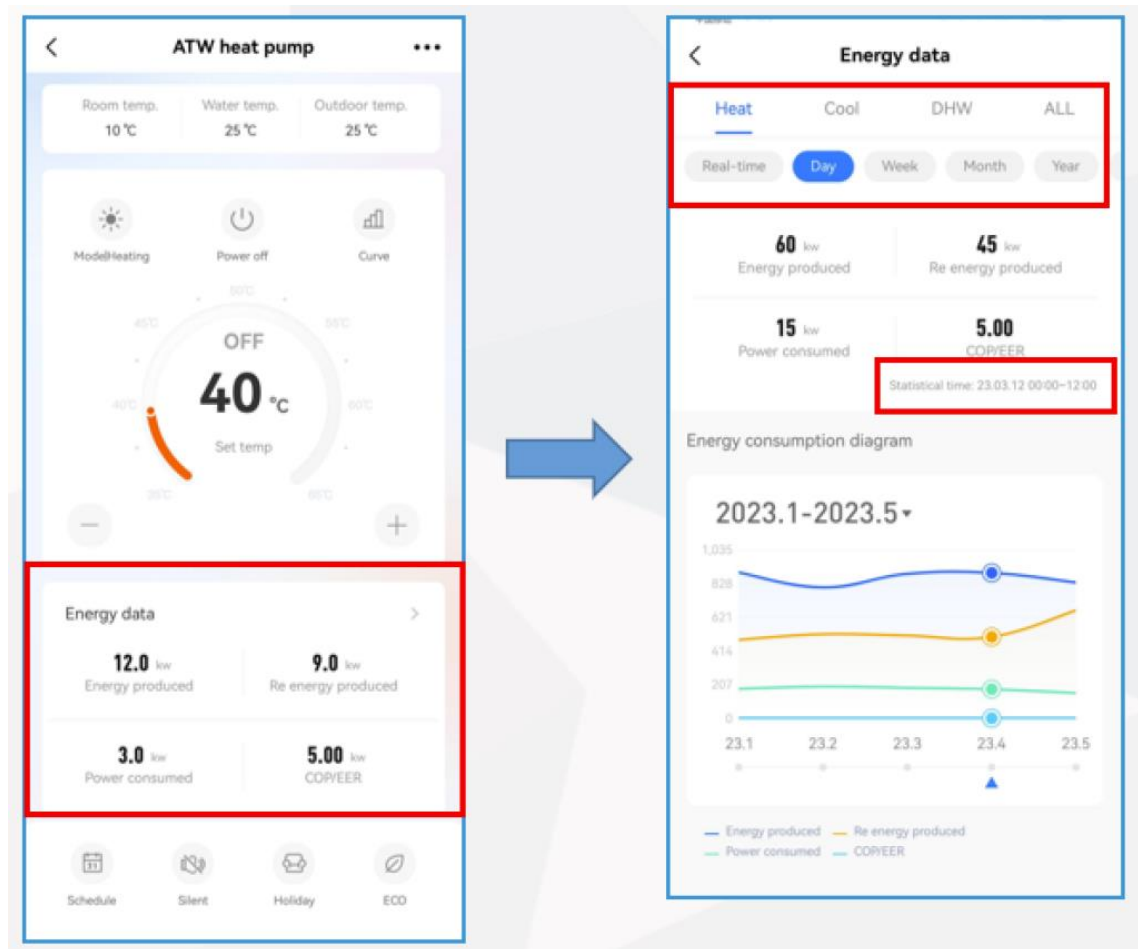 ATW heat pump
Room temp. Water temp. Outdoor temp.
10 ℃ 25 ℃ 25 ℃
Heating Power off Curve
50℃
45℃ 55℃
OFF
40 °C
40℃ 60℃
Set temp
35℃ 65℃
Energy data
12.0 kw 9.0 kw
Energy produced Re energy produced
3.0 kw 5.00 kw
Power consumed COP/EER
Schedule Silent Holiday ECO
Energy data
Heat Cool DHW ALL
Real-time Day Week Month Year
60 kw 45 kw
Energy produced Re energy produced
15 kw 5.00
Power consumed COP/EER
Statistical time: 23.03.12 00:00~12:00
Energy consumption diagram
2023.1-2023.5
1,035
828
621
414
207
0
23.1 23.2 23.3 23.4 23.5
Energy produced Re energy produced
Power consumed COP/EER